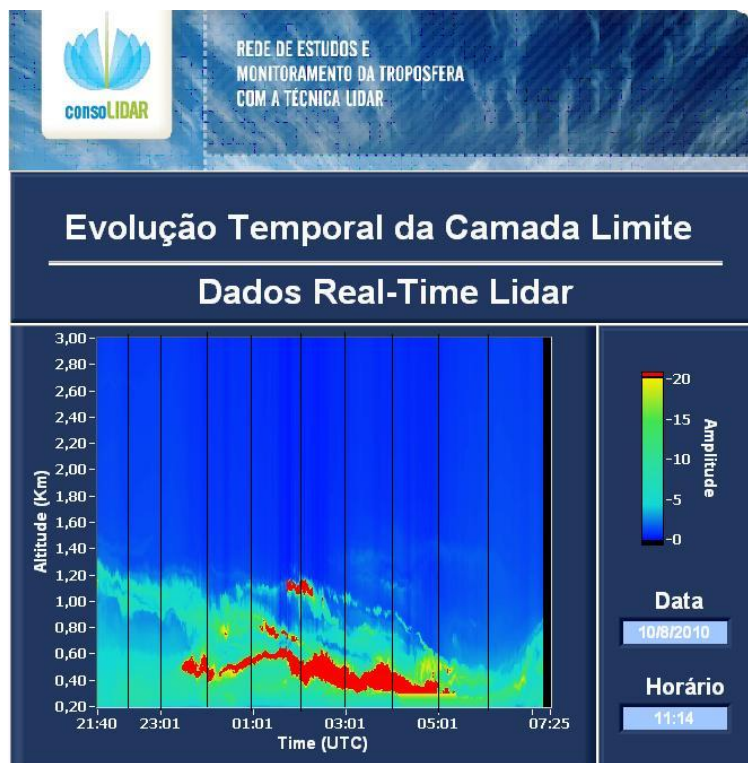 consoLIDAR
REDE DE ESTUDOS E
MONITORAMENTO DA TROPOSFERA
COM A TÉCNICA LIDAR
Evolução Temporal da Camada Limite
Dados Real-Time Lidar
Altitude (Km)
3,00
2,80
2,60
2,40
2,20
2,00
1,80
1,60
1,40
1,20
1,00
0,80
0,60
0,40
0,20
21:40 23:01 01:01 03:01 05:01 07:25
Time (UTC)
20
15
10
5
0
Amplitude
Data
10/8/2010
Horário
11:14